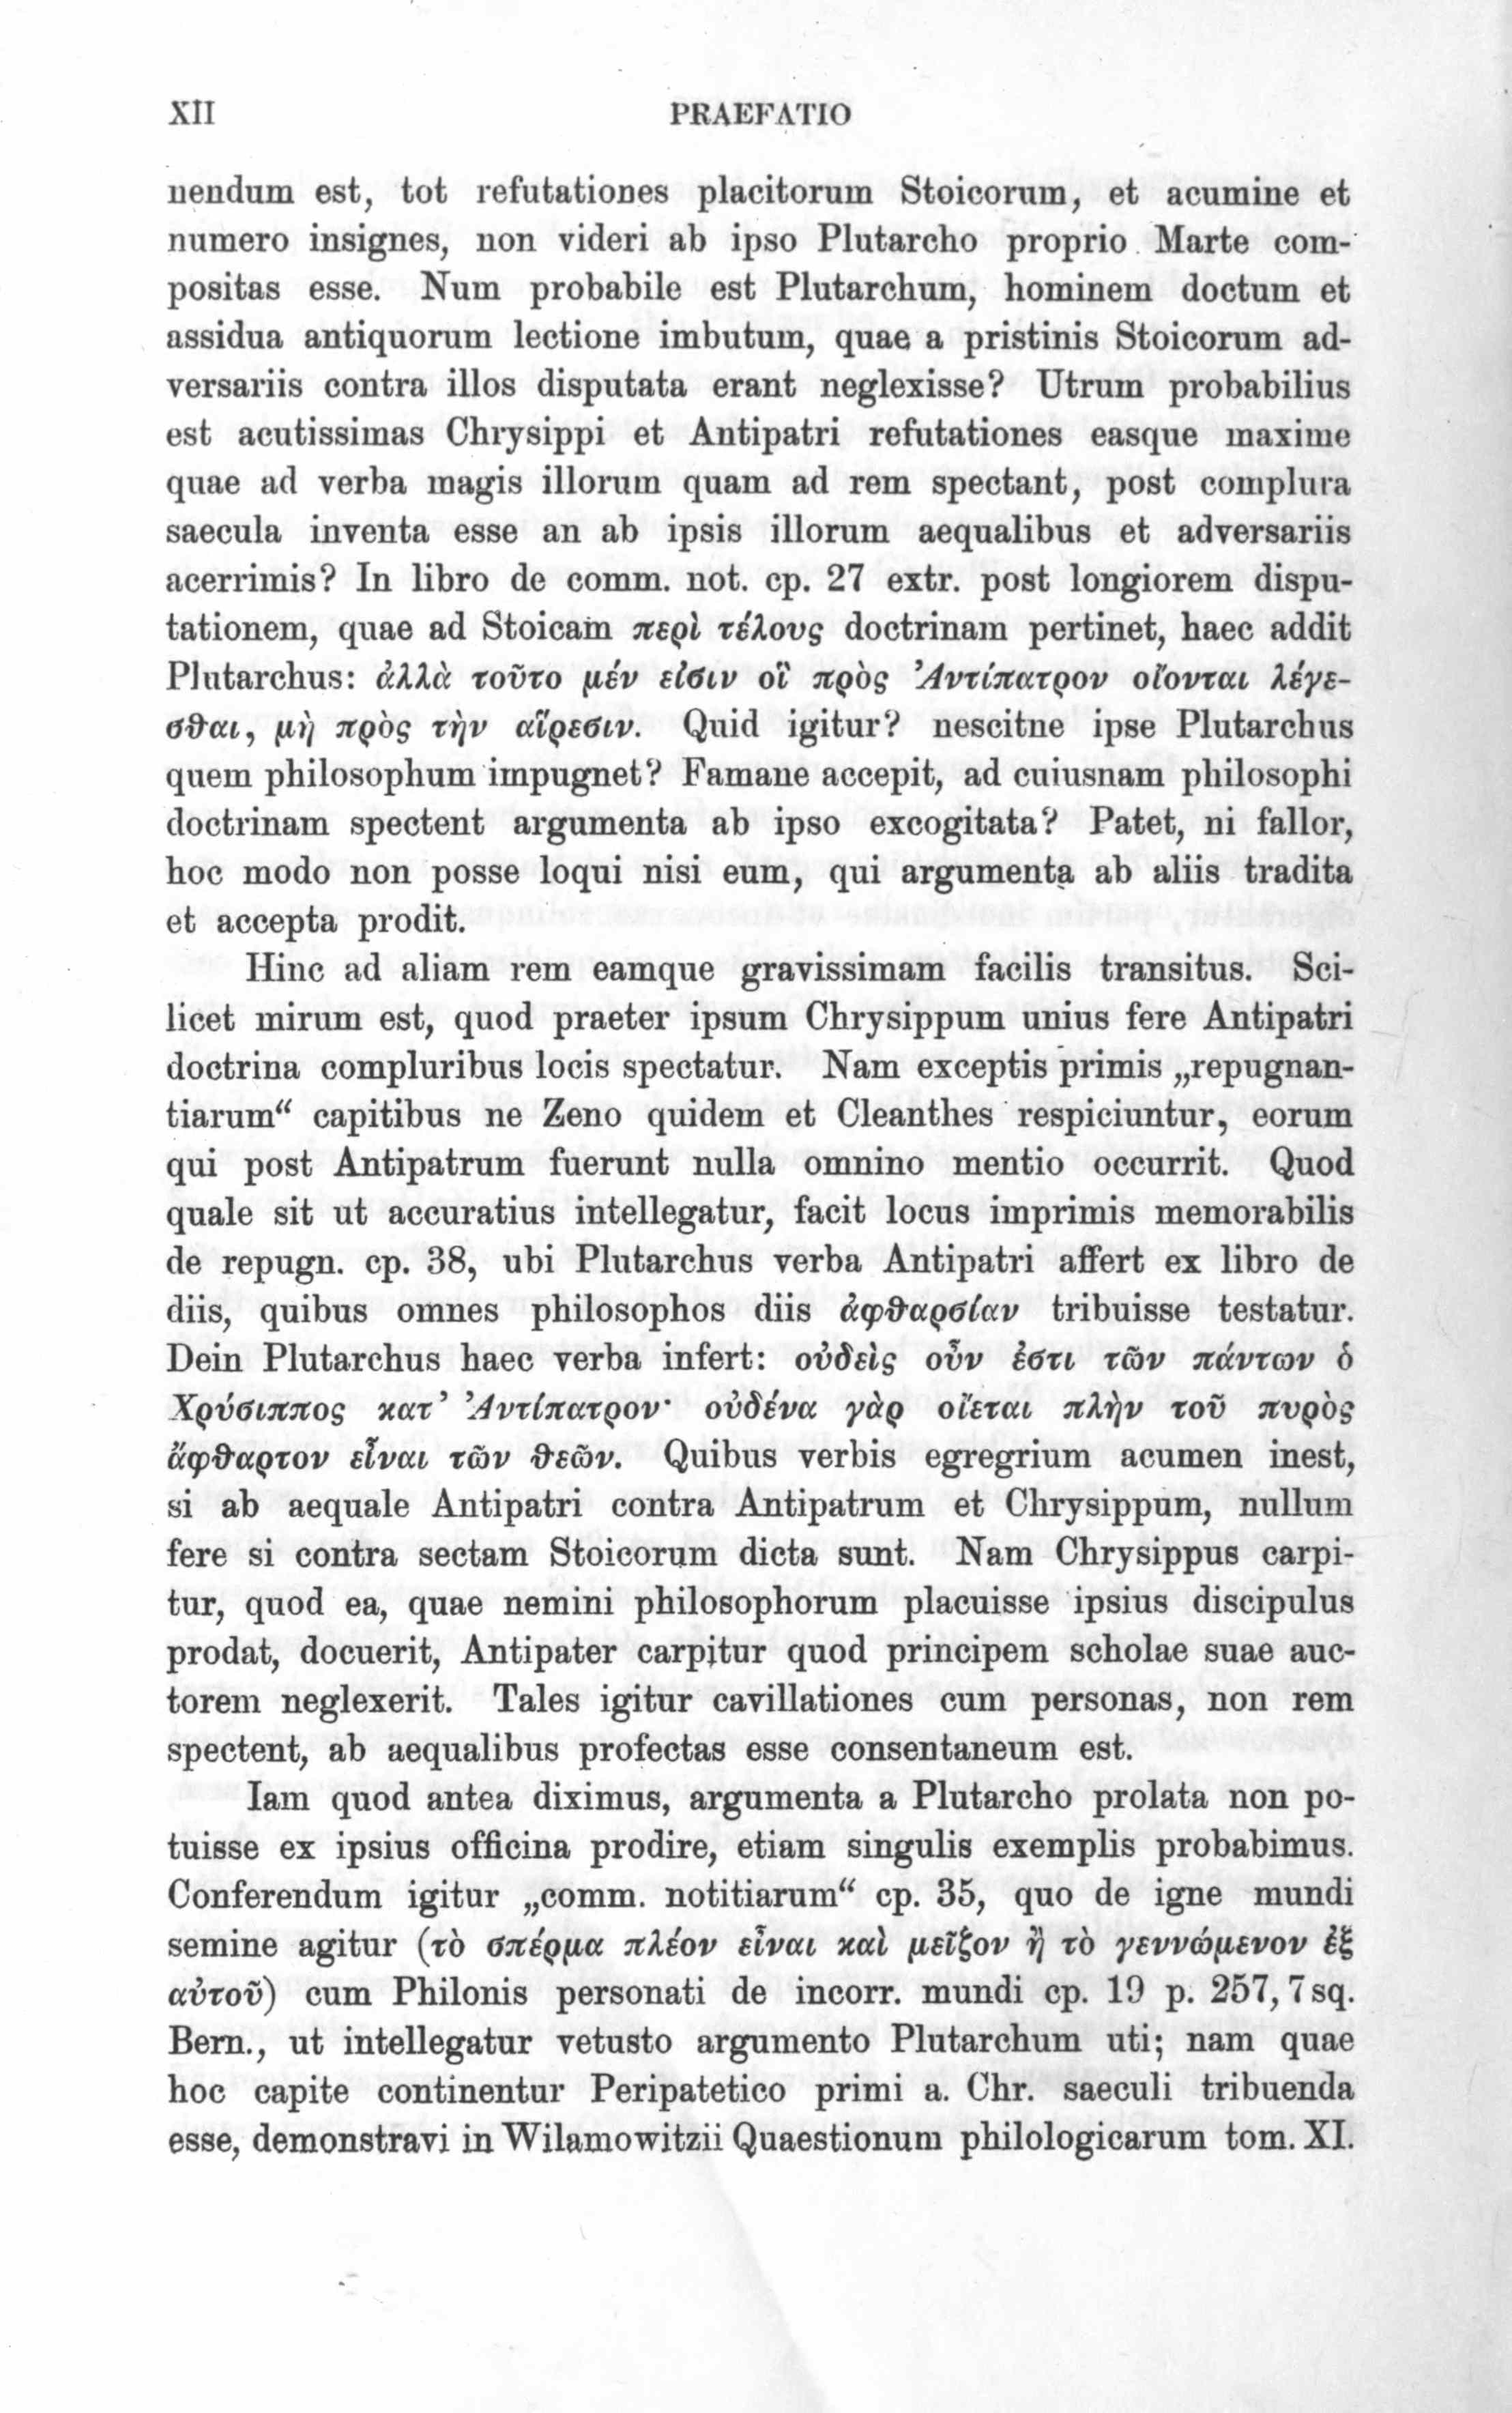 XII PRAEFATIO
nendum est, tot refutationes placitorum Stoicorum, et acumine et
numero insignes, non videri ab ipso Plutarcho proprio Marte com-
positas esse. Num probabile est Plutarchum, hominem doctum et
assidua antiquorum lectione imbutum, quae a pristinis Stoicorum ad-
versariis contra illos disputata erant neglexisse? Utrum probabilius
est acutissimas Chrysippi et Antipatri refutationes easque maxime
quae ad verba magis illorum quam ad rem spectant, post complura
saecula inventa esse an ab ipsis illorum aequalibus et adversariis
acerrimis? In libro de comm. not. cp. 27 extr. post longiorem dispu-
tationem, quae ad Stoicam περὶ τέλους doctrinam pertinet, haec addit
Plutarchus: ἀλλὰ τοῦτο μέν εἰσιν οἳ πρὸς Ἀντίπατρον οἴονται λέγε-
σθαι, μὴ πρὸς τὴν αἵρεσιν. Quid igitur? nescitne ipse Plutarchus
quem philosophum impugnet? Famane accepit, ad cuiusnam philosophi
doctrinam spectent argumenta ab ipso excogitata? Patet, ni fallor,
hoc modo non posse loqui nisi eum, qui argumenta ab aliis tradita
et accepta prodit.
Hinc ad aliam rem eamque gravissimam facilis transitus. Sci-
licet mirum est, quod praeter ipsum Chrysippum unius fere Antipatri
doctrina compluribus locis spectatur. Nam exceptis primis „repugnan-
tiarum“ capitibus ne Zeno quidem et Cleanthes respiciuntur, eorum
qui post Antipatrum fuerunt nulla omnino mentio occurrit. Quod
quale sit ut accuratius intellegatur, facit locus imprimis memorabilis
de repugn. cp. 38, ubi Plutarchus verba Antipatri affert ex libro de
diis, quibus omnes philosophos diis ἀφθαρσίαν tribuisse testatur.
Dein Plutarchus haec verba infert: οὐδεὶς οὖν ἐστι τῶν πάντων ὁ
Χρύσιππος κατ’ Ἀντίπατρον· οὐδένα γὰρ οἴεται πλὴν τοῦ πυρὸς
ἄφθαρτον εἶναι τῶν θεῶν. Quibus verbis egregrium acumen inest,
si ab aequale Antipatri contra Antipatrum et Chrysippum, nullum
fere si contra sectam Stoicorum dicta sunt. Nam Chrysippus carpi-
tur, quod ea, quae nemini philosophorum placuisse ipsius discipulus
prodat, docuerit, Antipater carpitur quod principem scholae suae auc-
torem neglexerit. Tales igitur cavillationes cum personas, non rem
spectent, ab aequalibus profectas esse consentaneum est.
Iam quod antea diximus, argumenta a Plutarcho prolata non po-
tuisse ex ipsius officina prodire, etiam singulis exemplis probabimus.
Conferendum igitur „comm. notitiarum“ cp. 35, quo de igne mundi
semine agitur (τὸ σπέρμα πλέον εἶναι καὶ μεῖζον ἢ τὸ γεννώμενον ἐξ
αὐτοῦ) cum Philonis personati de incorr. mundi cp. 19 p. 257, 7 sq.
Bern., ut intellegatur vetusto argumento Plutarchum uti; nam quae
hoc capite continentur Peripatetico primi a. Chr. saeculi tribuenda
esse, demonstravi in Wilamowitzii Quaestionum philologicarum tom. XI.